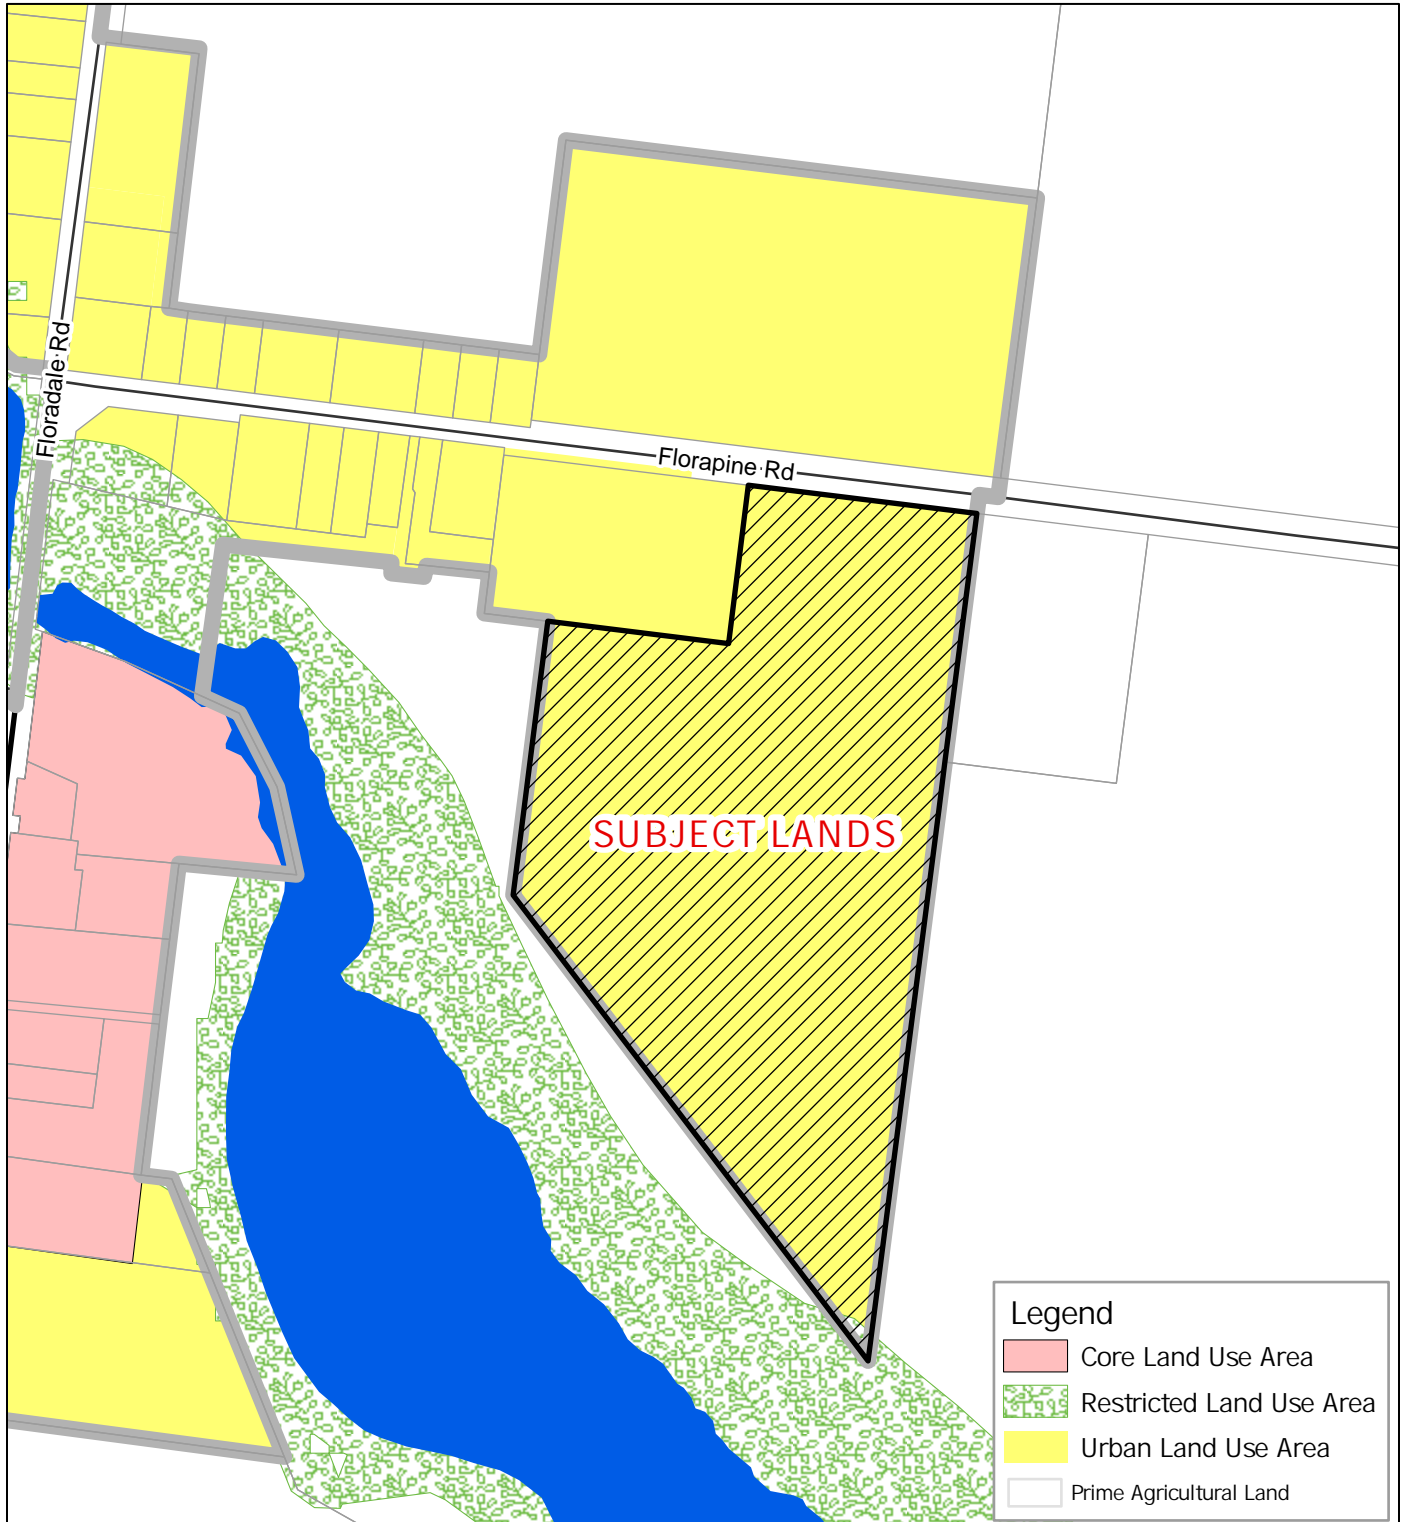 Floradale Rd
Florapine Rd
SUBJECT LANDS
Legend
Core Land Use Area
Restricted Land Use Area
Urban Land Use Area
Prime Agricultural Land